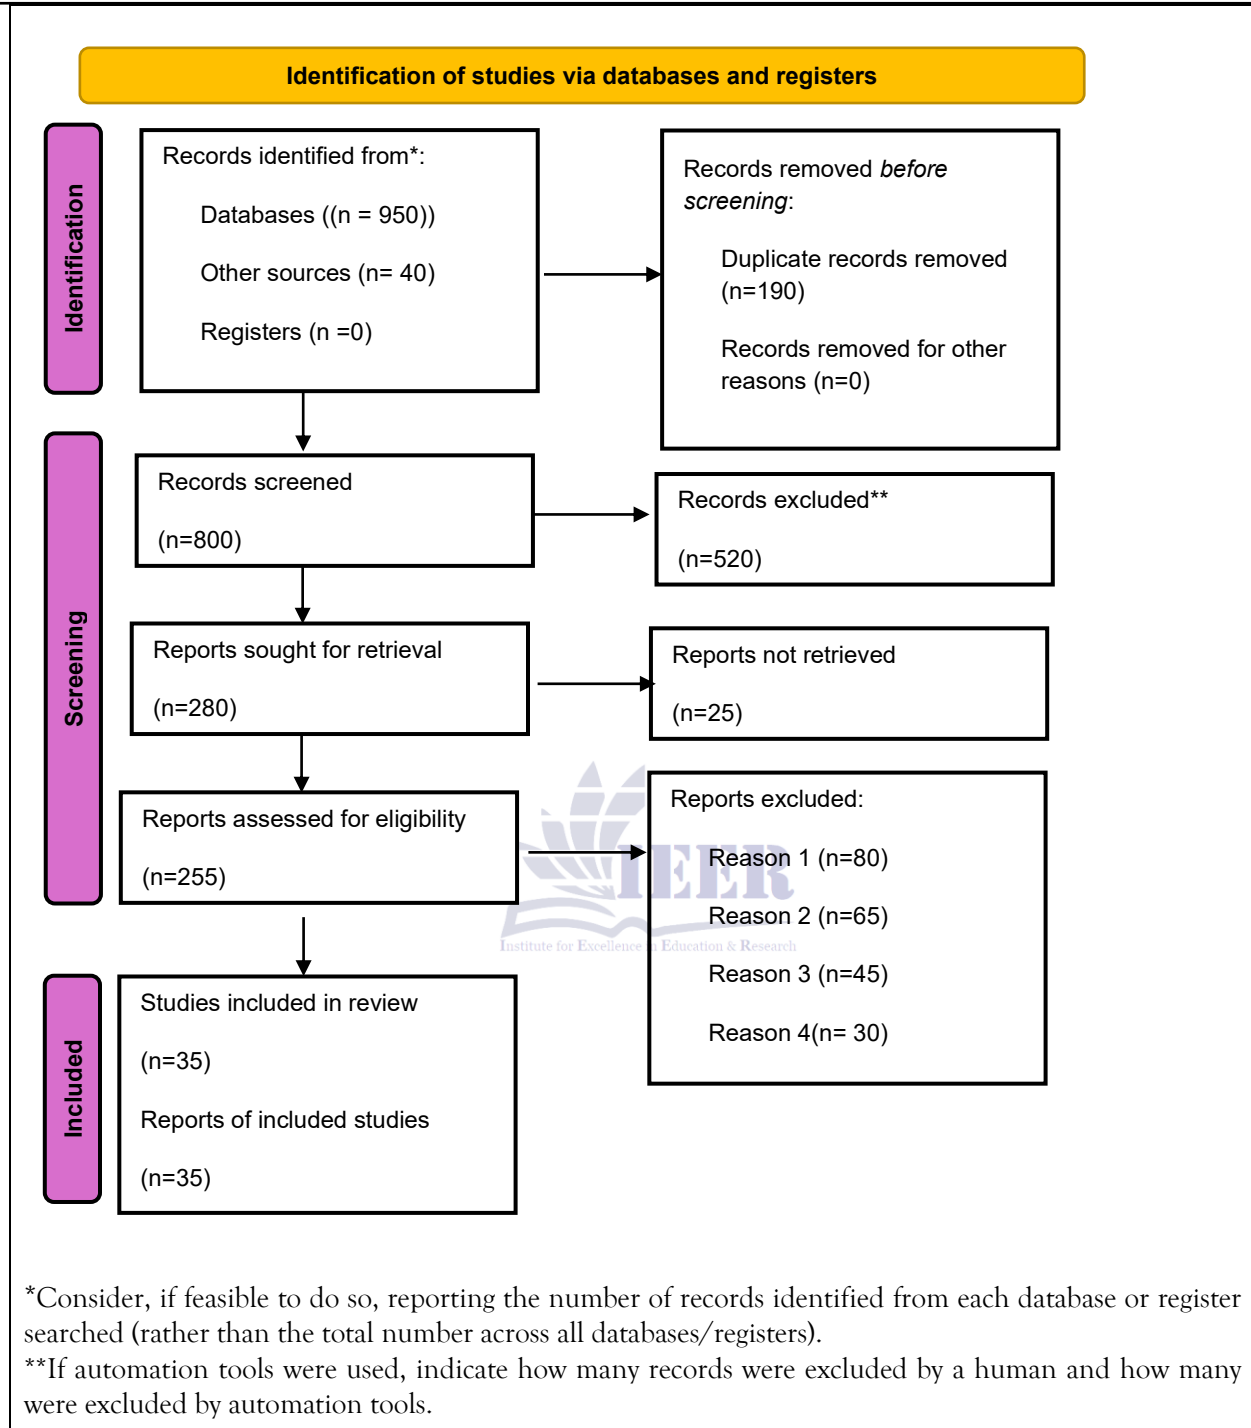 Identification of studies via databases and registers
Identification
Records identified from*:
Databases ((n = 950))
Other sources (n= 40)
Registers (n =0)
Records removed before
screening:
Duplicate records removed
(n=190)
Records removed for other
reasons (n=0)
Screening
Records screened
(n=800)
Records excluded**
(n=520)
Reports sought for retrieval
(n=280)
Reports not retrieved
(n=25)
Reports assessed for eligibility
(n=255)
Reports excluded:
Reason 1 (n=80)
Reason 2 (n=65)
Reason 3 (n=45)
Reason 4(n= 30)
IEER
Institute for Excellence in Education & Research
Included
Studies included in review
(n=35)
Reports of included studies
(n=35)
*Consider, if feasible to do so, reporting the number of records identified from each database or register
searched (rather than the total number across all databases/registers).
**If automation tools were used, indicate how many records were excluded by a human and how many
were excluded by automation tools.